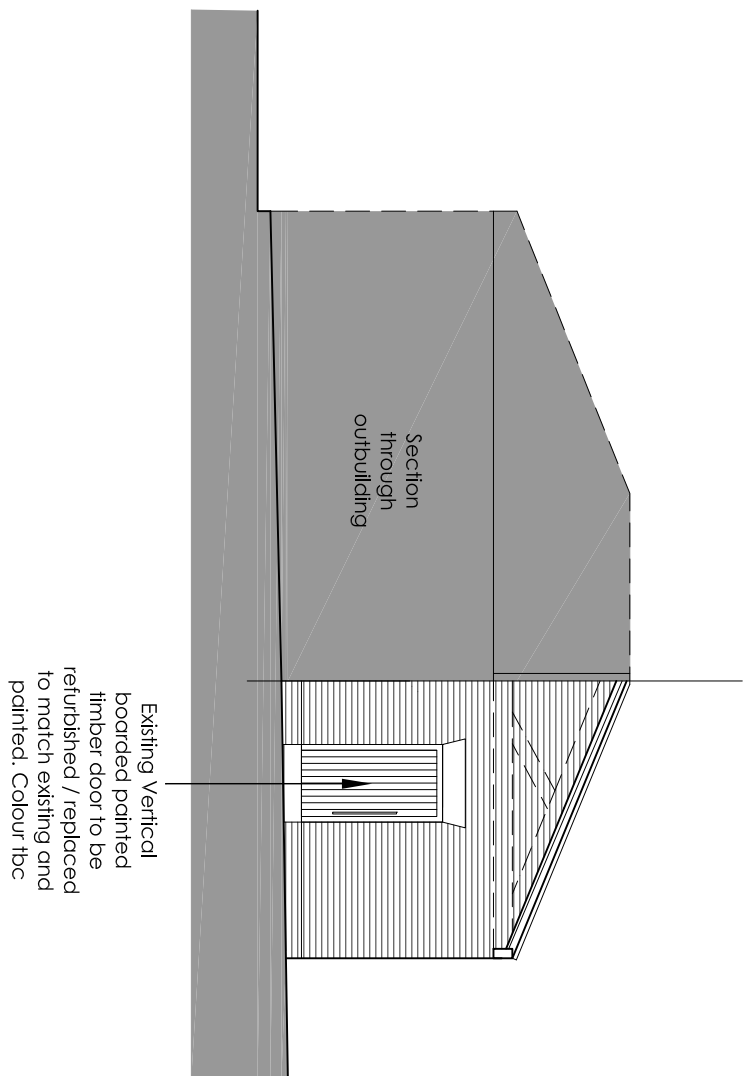 Section
through
outbuilding
Existing Vertical
boarded painted
timber door to be
refurbished / replaced
to match existing and
painted. Colour tbc